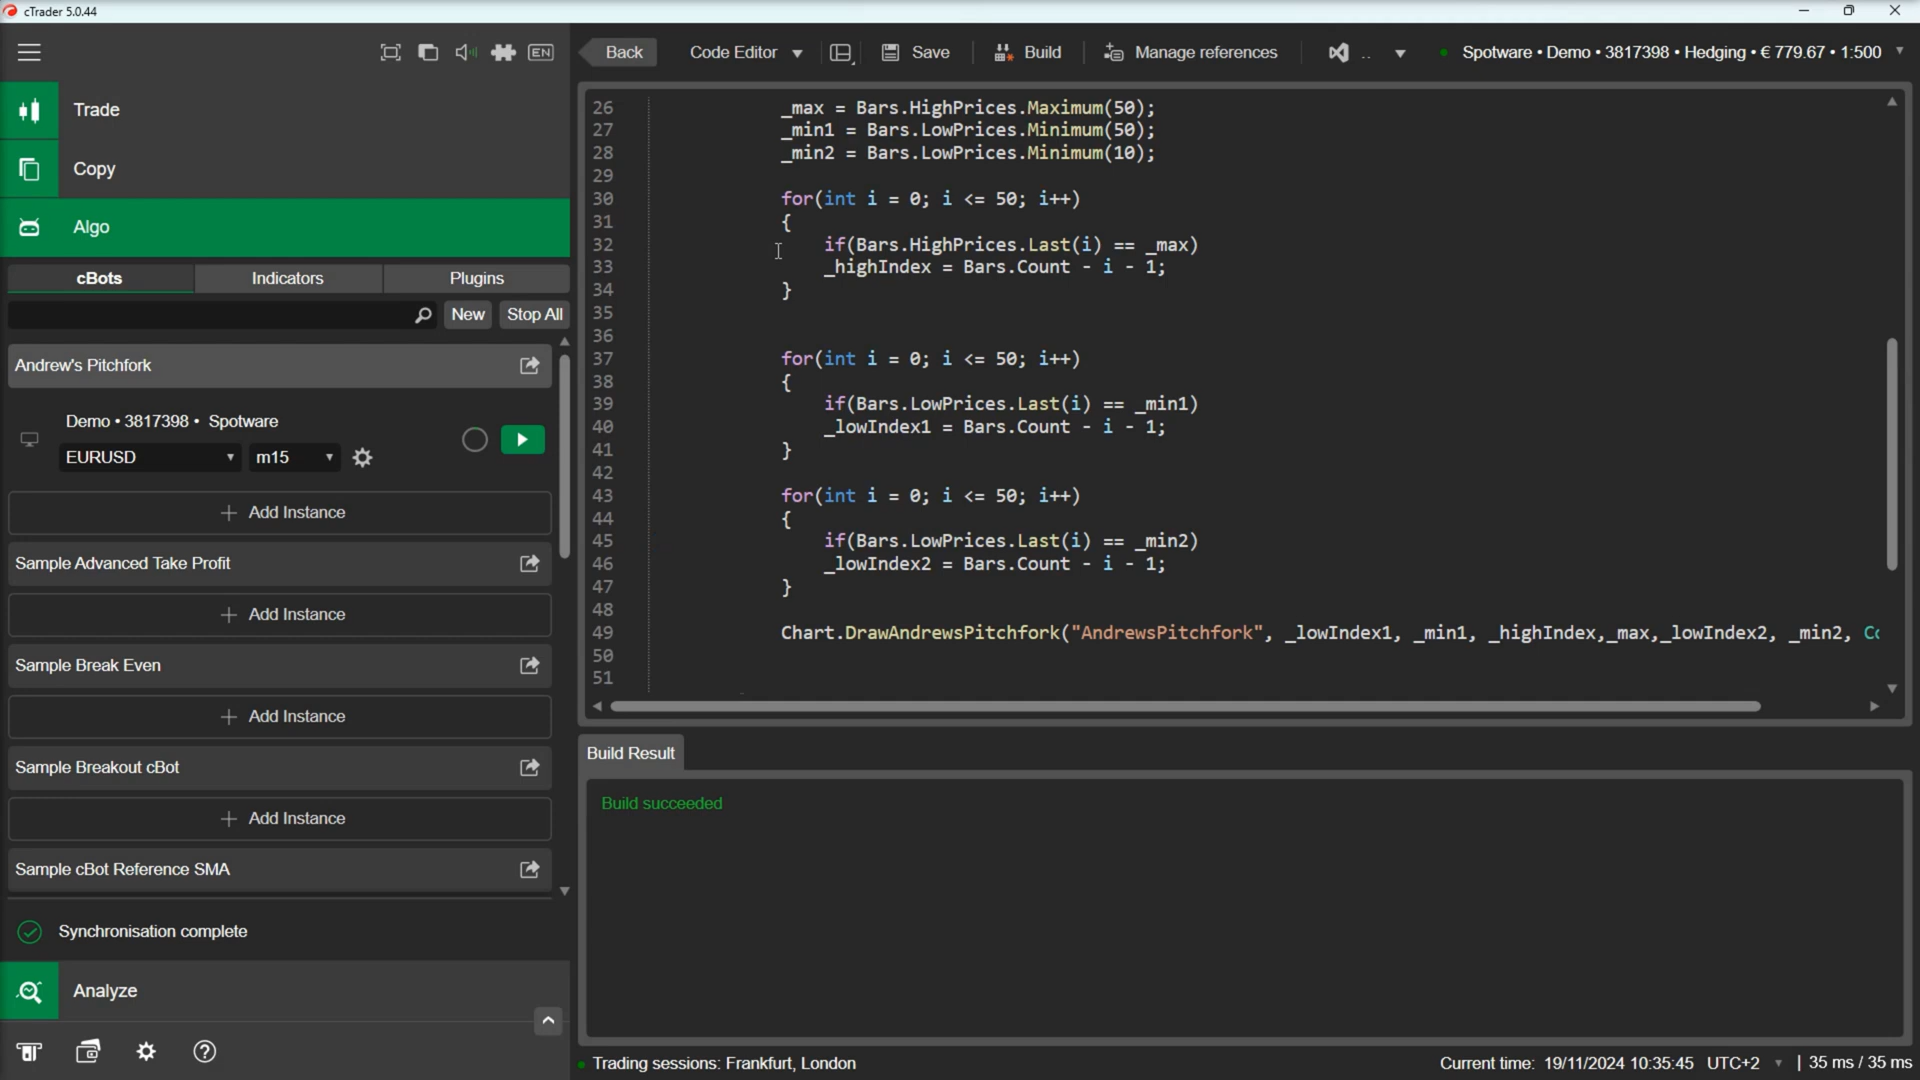 cTrader 5.0.44
EN
Back
Code Editor
Save
Build
Manage references
..
Spotware • Demo • 3817398 • Hedging • € 779.67 • 1:500
Trade
Copy
Algo
cBots
Indicators
Plugins
New
Stop All
Andrew's Pitchfork
Demo • 3817398 • Spotware
EURUSD
m15
Add Instance
Sample Advanced Take Profit
Add Instance
Sample Break Even
Add Instance
Sample Breakout cBot
Add Instance
Sample cBot Reference SMA
Synchronisation complete
Analyze
26 _max = Bars.HighPrices.Maximum(50);
27 _min1 = Bars.LowPrices.Minimum(50);
28 _min2 = Bars.LowPrices.Minimum(10);
29
30 for(int i = 0; i <= 50; i++)
31 {
32 if(Bars.HighPrices.Last(i) == _max)
33 _highIndex = Bars.Count - i - 1;
34 }
35
36
37 for(int i = 0; i <= 50; i++)
38 {
39 if(Bars.LowPrices.Last(i) == _min1)
40 _lowIndex1 = Bars.Count - i - 1;
41 }
42
43 for(int i = 0; i <= 50; i++)
44 {
45 if(Bars.LowPrices.Last(i) == _min2)
46 _lowIndex2 = Bars.Count - i - 1;
47 }
48
49 Chart.DrawAndrewsPitchfork("AndrewsPitchfork", _lowIndex1, _min1, _highIndex,_max,_lowIndex2, _min2,
50
51
Build Result
Build succeeded
Trading sessions: Frankfurt, London
Current time: 19/11/2024 10:35:45 UTC+2 | 35 ms / 35 ms